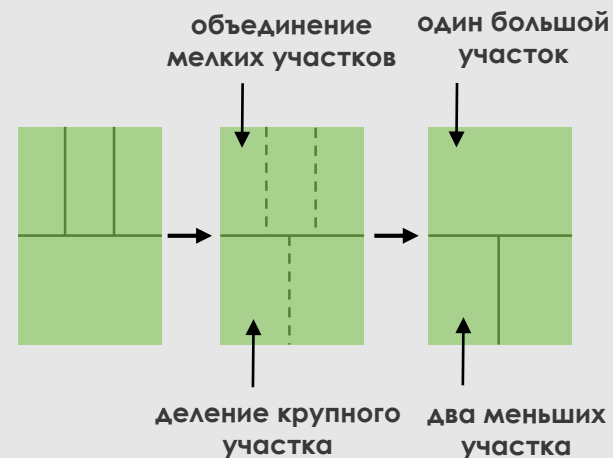 объединение
мелких участков
один большой
участок
деление крупного
участка
два меньших
участка